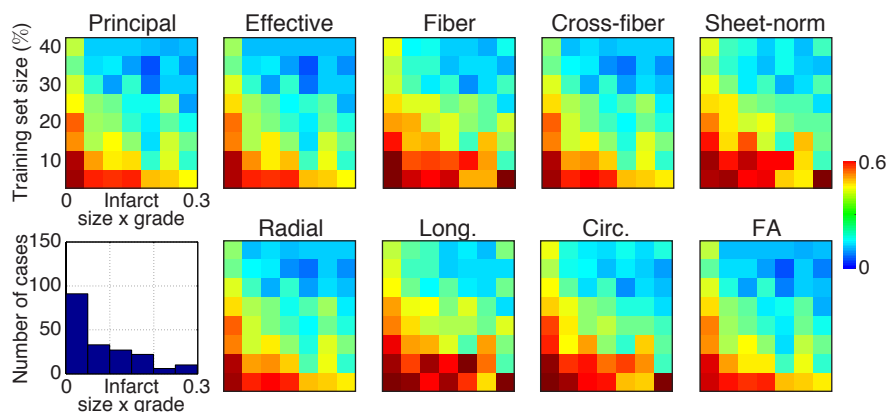 Principal Effective Fiber Cross-fiber Sheet-norm
Training set size (%)
40
30
20
10
0 Infarct 0.3
size x grade
0.6
0
Radial Long. Circ. FA
Number of cases
150
100
50
0
0 Infarct 0.3
size x grade